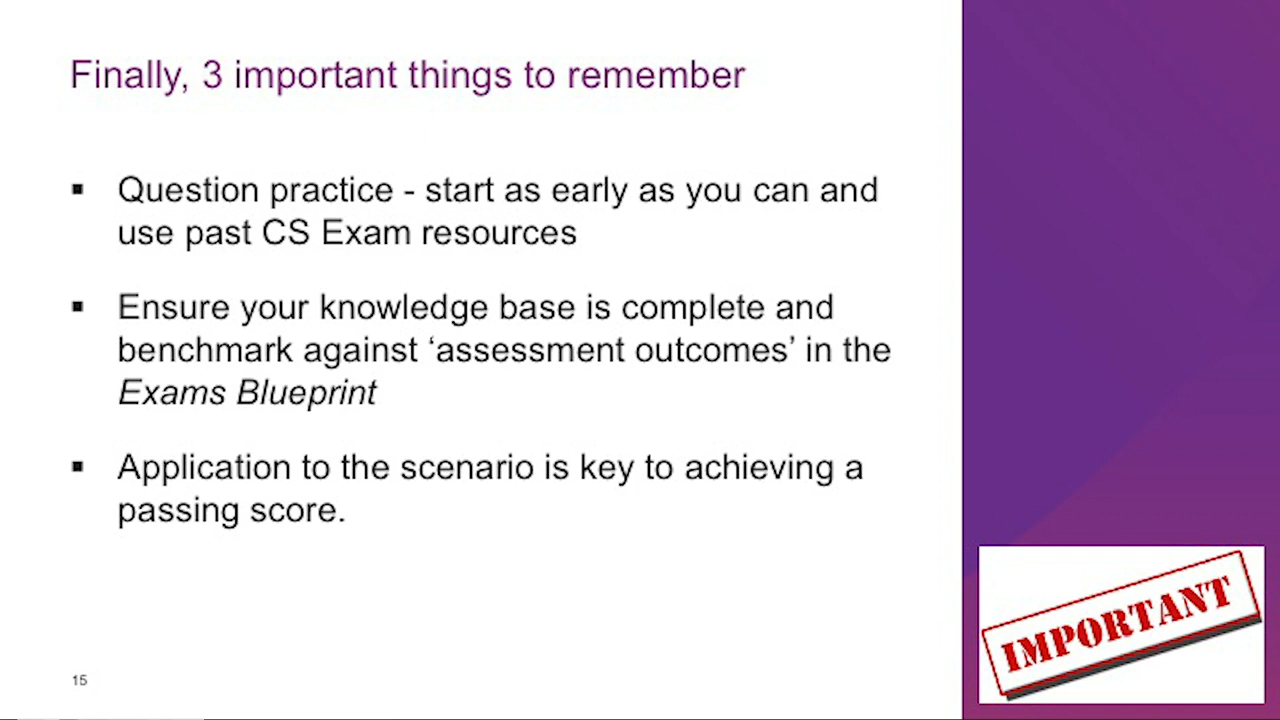 Finally, 3 important things to remember
▪ Question practice - start as early as you can and
use past CS Exam resources
▪ Ensure your knowledge base is complete and
benchmark against ‘assessment outcomes’ in the
Exams Blueprint
▪ Application to the scenario is key to achieving a
passing score.
IMPORTANT
15